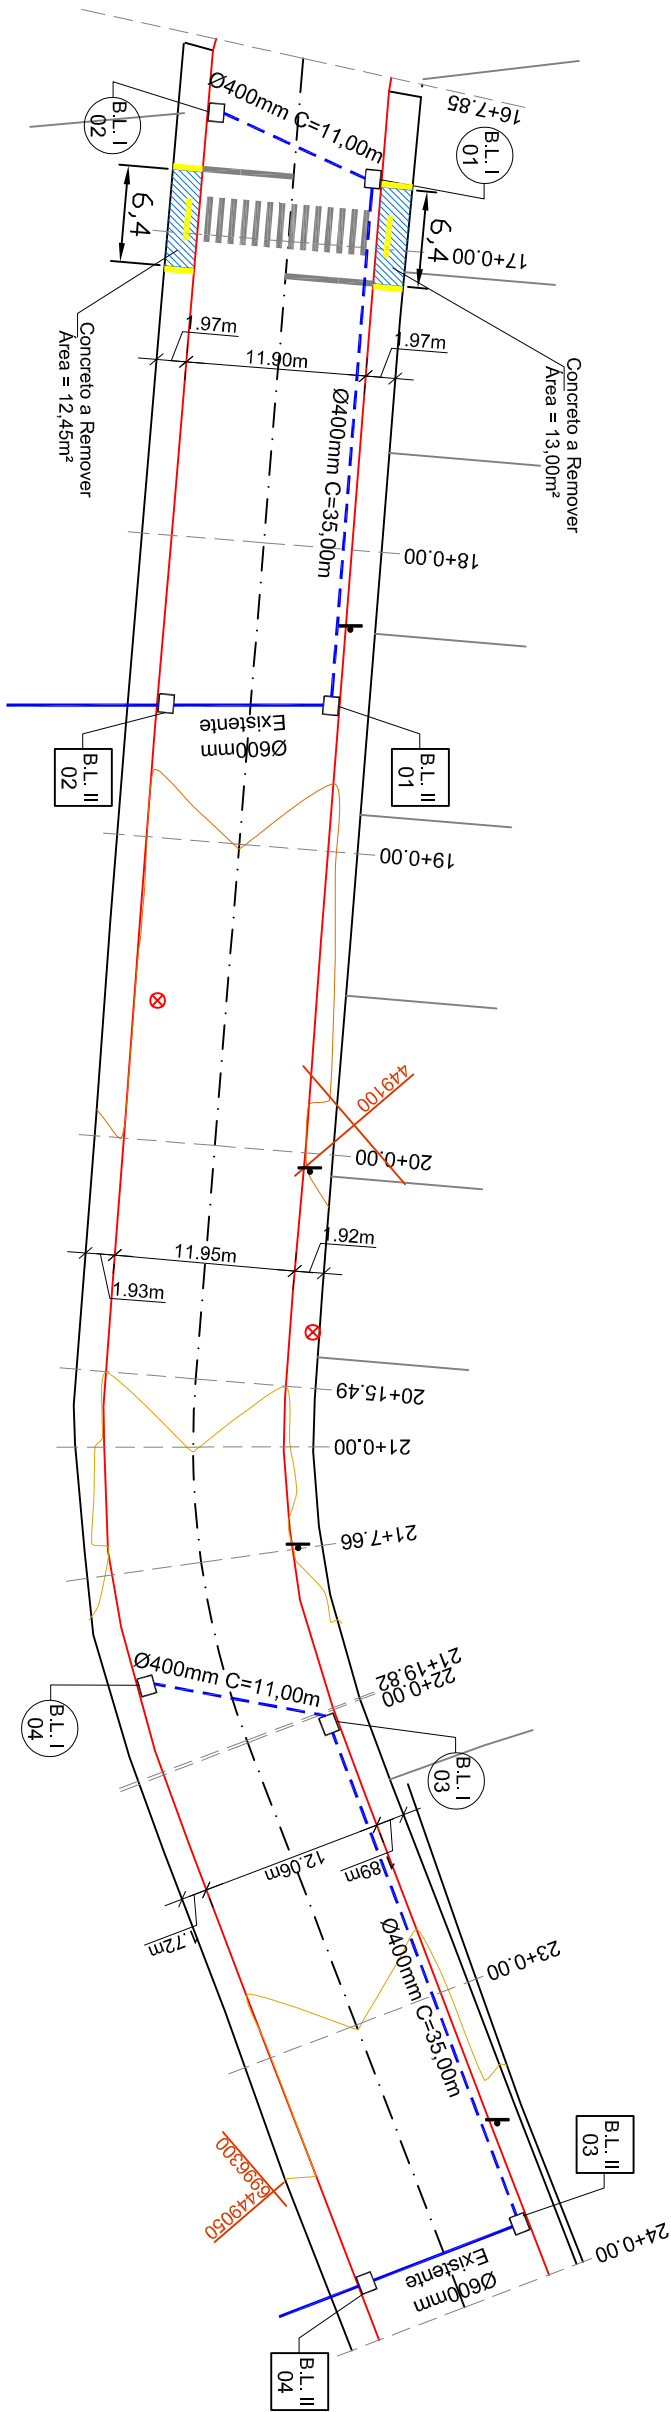 16+7.85
Ø400mm C=11,00m
B.L. I
02
B.L. I
01
6,4
6,4
17+0.00
Concreto a Remover
Área = 12,45m²
Concreto a Remover
Área = 13,00m²
1.97m
11.90m
1.97m
Ø400mm C=35,00m
18+0.00
Ø600mm
Existente
B.L. II
02
B.L. II
01
19+0.00
449100
20+0.00
1.93m
11.95m
1.92m
20+15.49
21+0.00
21+7.66
21+19.82
22+0.00
Ø400mm C=11,00m
B.L. I
04
B.L. I
03
1.72m
12.06m
1.89m
Ø400mm C=35,00m
23+0.00
6996300
449050
B.L. II
03
24+0.00
Ø600mm
Existente
B.L. II
04